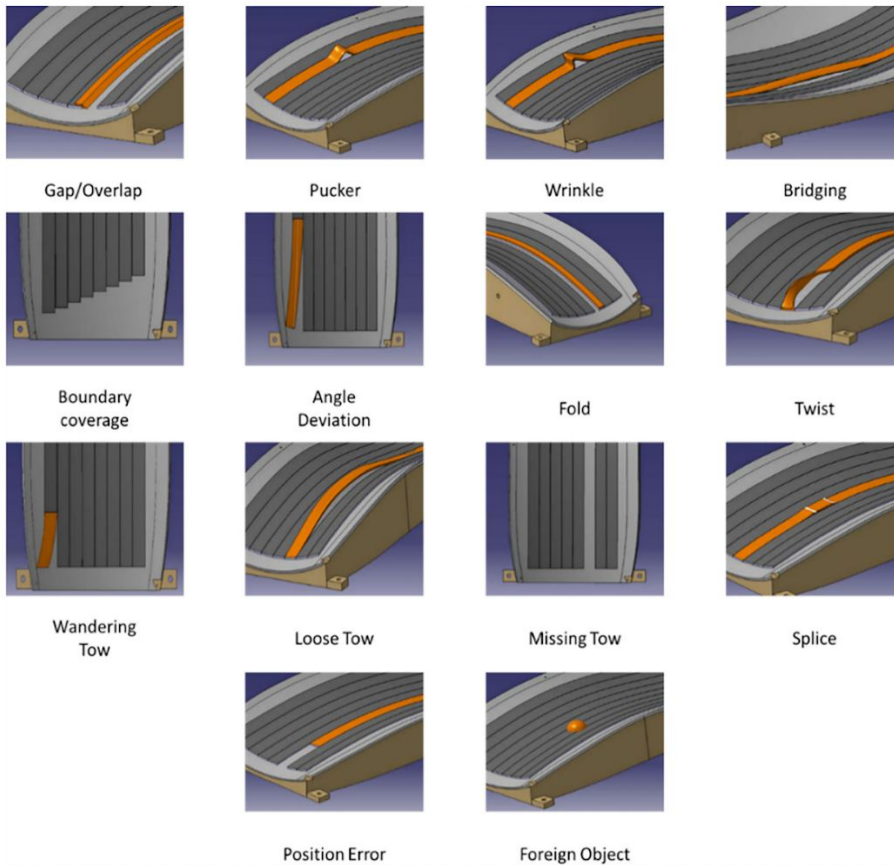 Gap/Overlap
Pucker
Wrinkle
Bridging
Boundary
coverage
Angle
Deviation
Fold
Twist
Wandering
Tow
Loose Tow
Missing Tow
Splice
Position Error
Foreign Object